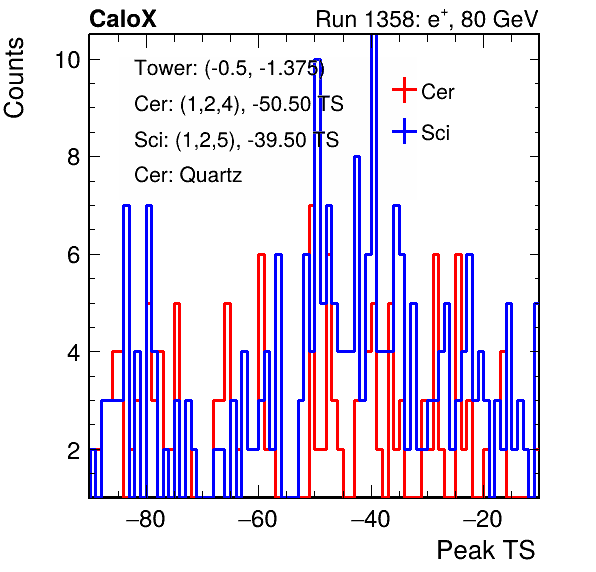 CaloX Run 1358: e⁺, 80 GeV
Counts
10
8
6
4
2
Tower: (-0.5, -1.375)
Cer: (1,2,4), -50.50 TS
Sci: (1,2,5), -39.50 TS
Cer: Quartz
Cer
Sci
−80 −60 −40 −20
Peak TS